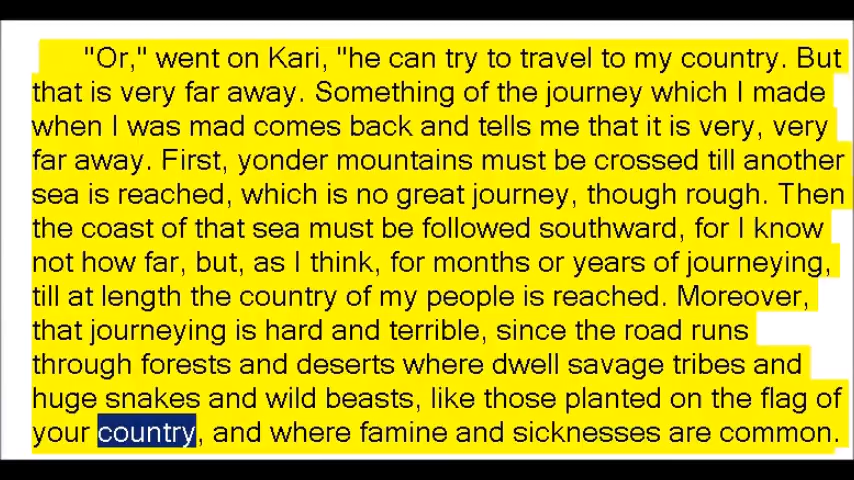 "Or," went on Kari, "he can try to travel to my country. But
that is very far away. Something of the journey which I made
when I was mad comes back and tells me that it is very, very
far away. First, yonder mountains must be crossed till another
sea is reached, which is no great journey, though rough. Then
the coast of that sea must be followed southward, for I know
not how far, but, as I think, for months or years of journeying,
till at length the country of my people is reached. Moreover,
that journeying is hard and terrible, since the road runs
through forests and deserts where dwell savage tribes and
huge snakes and wild beasts, like those planted on the flag of
your country, and where famine and sicknesses are common.